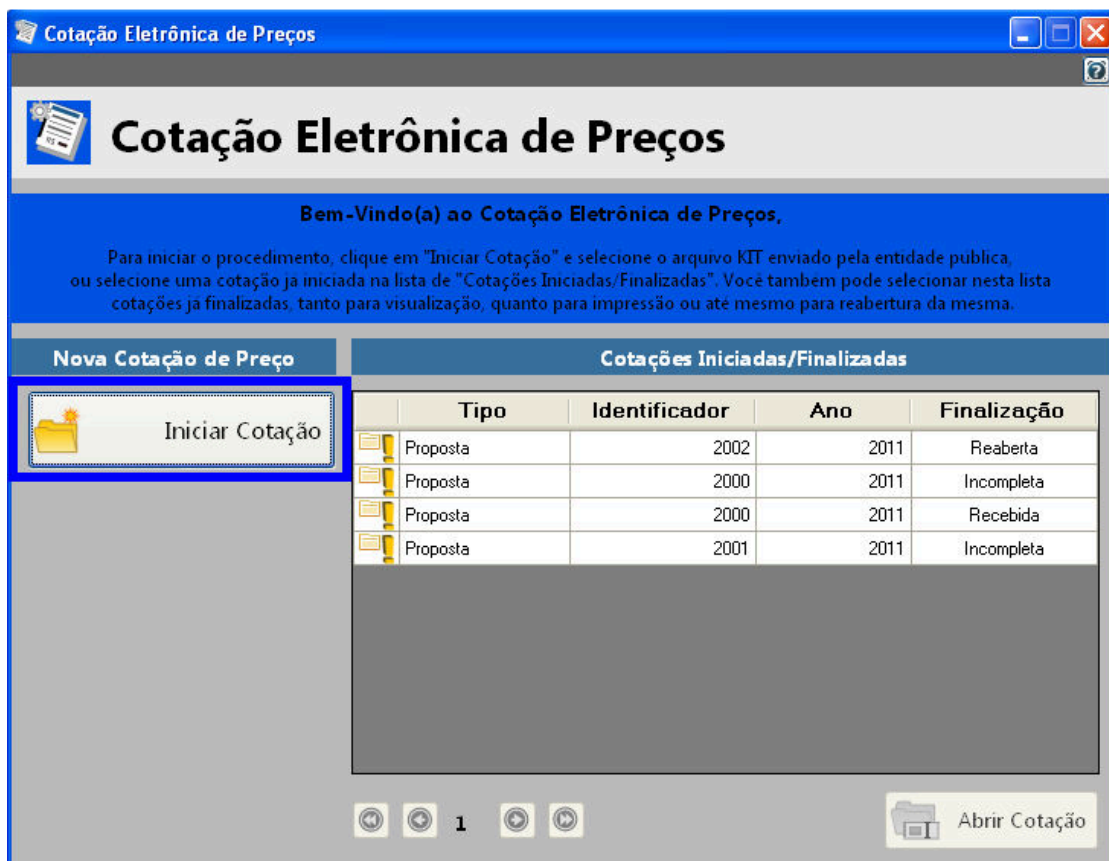 Cotação Eletrônica de Preços
Cotação Eletrônica de Preços
Bem-Vindo(a) ao Cotação Eletrônica de Preços,
Para iniciar o procedimento, clique em "Iniciar Cotação" e selecione o arquivo KIT enviado pela entidade publica,
ou selecione uma cotação ja iniciada na lista de "Cotações Iniciadas/Finalizadas". Você também pode selecionar nesta lista
cotações já finalizadas, tanto para visualização, quanto para impressão ou até mesmo para reabertura da mesma.
Nova Cotação de Preço
Iniciar Cotação
Cotações Iniciadas/Finalizadas
Tipo Identificador Ano Finalização
Proposta 2002 2011 Reaberta
Proposta 2000 2011 Incompleta
Proposta 2000 2011 Recebida
Proposta 2001 2011 Incompleta
1
Abrir Cotação